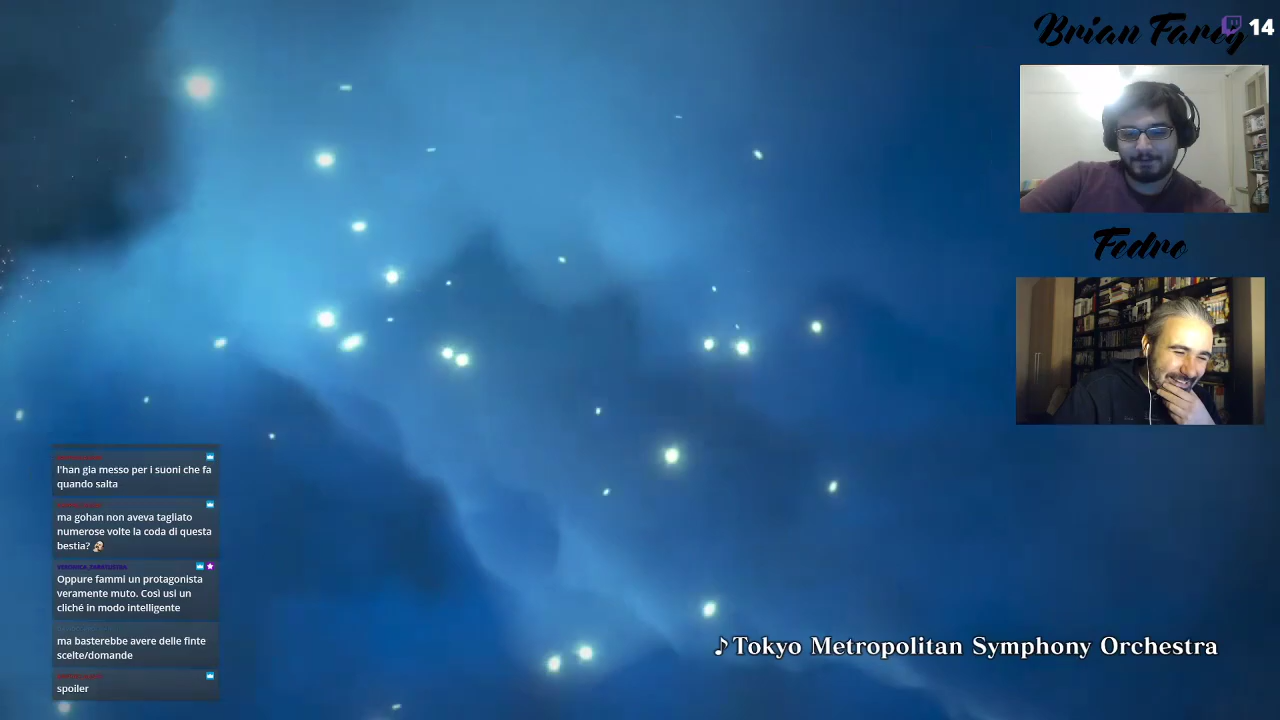 Brian Farey
14
Fedro
l'han gia messo per i suoni che fa
quando salta
ma gohan non aveva tagliato
numerose volte la coda di questa
bestia?
Oppure fammi un protagonista
veramente muto. Così usi un
cliché in modo intelligente
ma basterebbe avere delle finte
scelte/domande
spoiler
♪Tokyo Metropolitan Symphony Orchestra